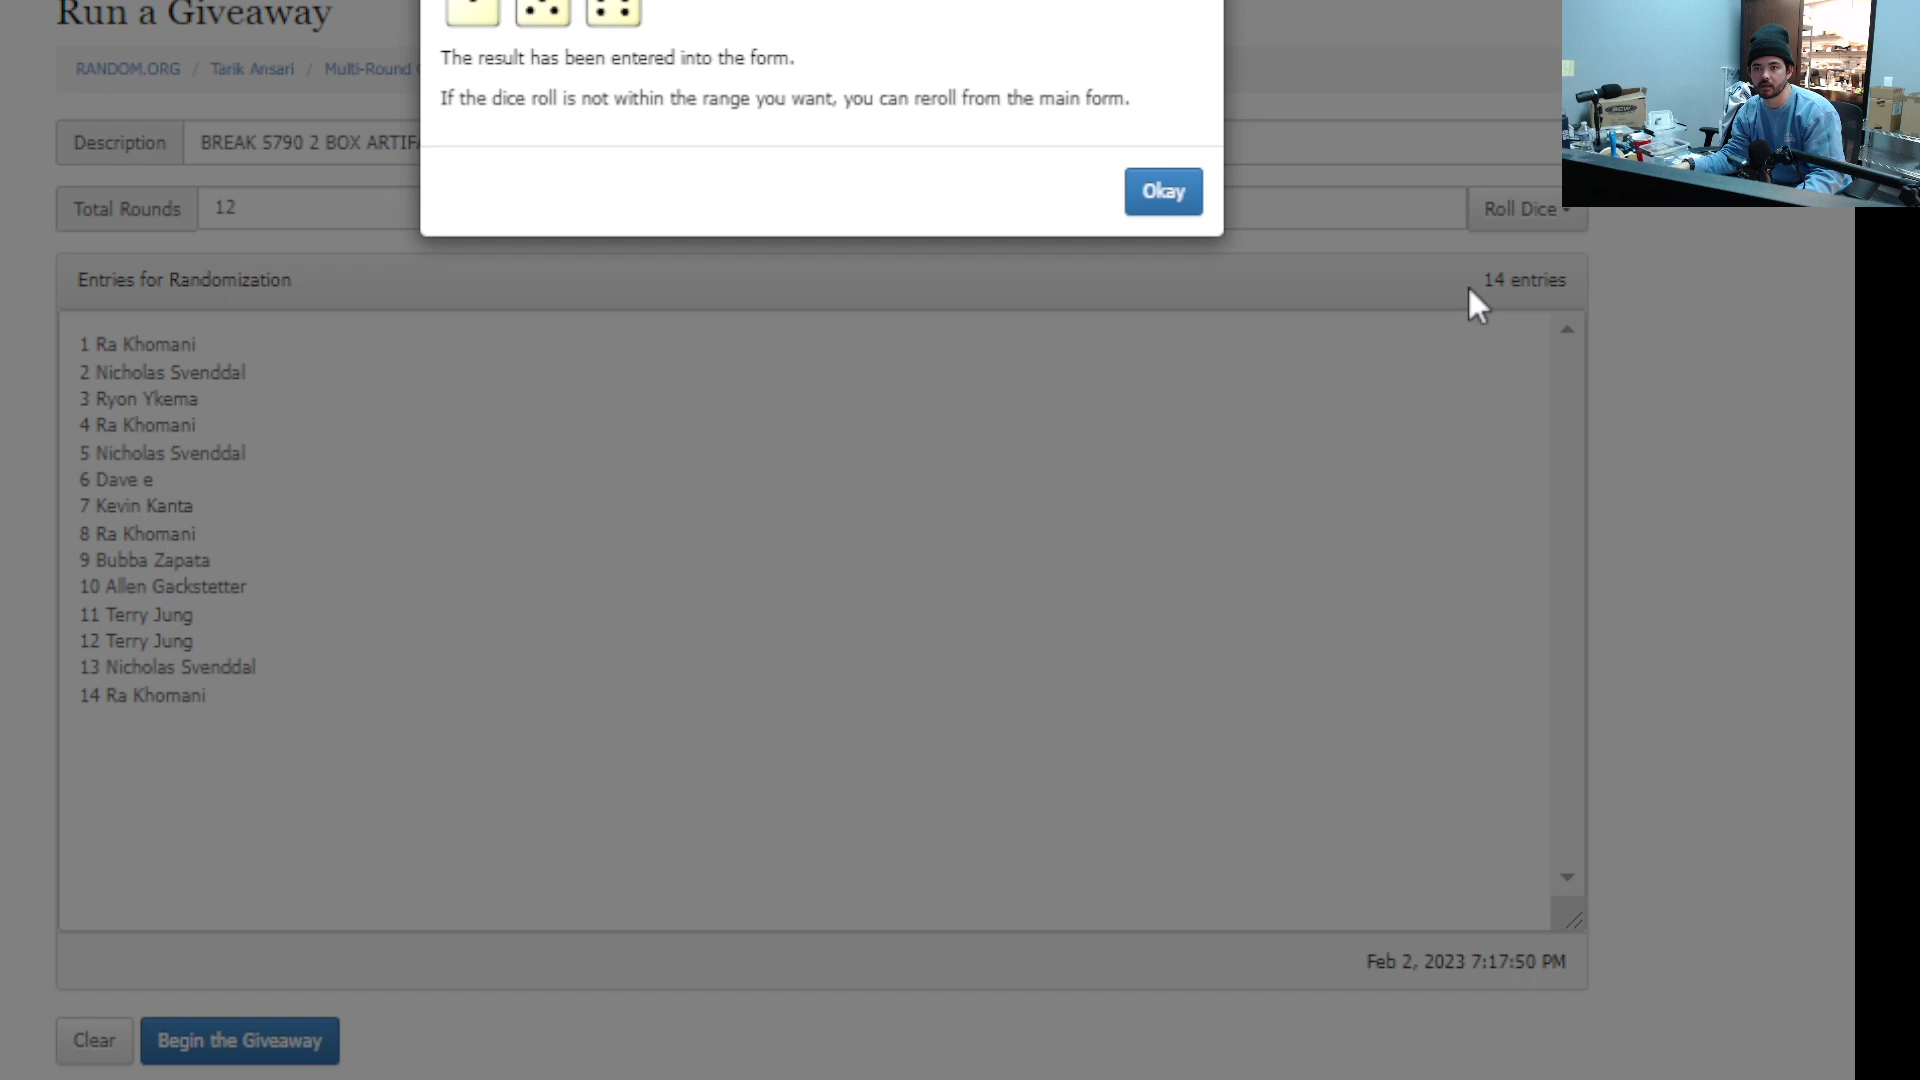 Run a Giveaway
RANDOM.ORG / Tarik Ansari / Multi-Round
The result has been entered into the form.
If the dice roll is not within the range you want, you can reroll from the main form.
Description BREAK 5790 2 BOX
Okay
Total Rounds 12
Roll Dice
Entries for Randomization
14 entries
1 Ra Khomani
2 Nicholas Svenddal
3 Ryon Ykema
4 Ra Khomani
5 Nicholas Svenddal
6 Dave e
7 Kevin Kanta
8 Ra Khomani
9 Bubba Zapata
10 Allen Gackstetter
11 Terry Jung
12 Terry Jung
13 Nicholas Svenddal
14 Ra Khomani
Feb 2, 2023 7:17:50 PM
Clear
Begin the Giveaway